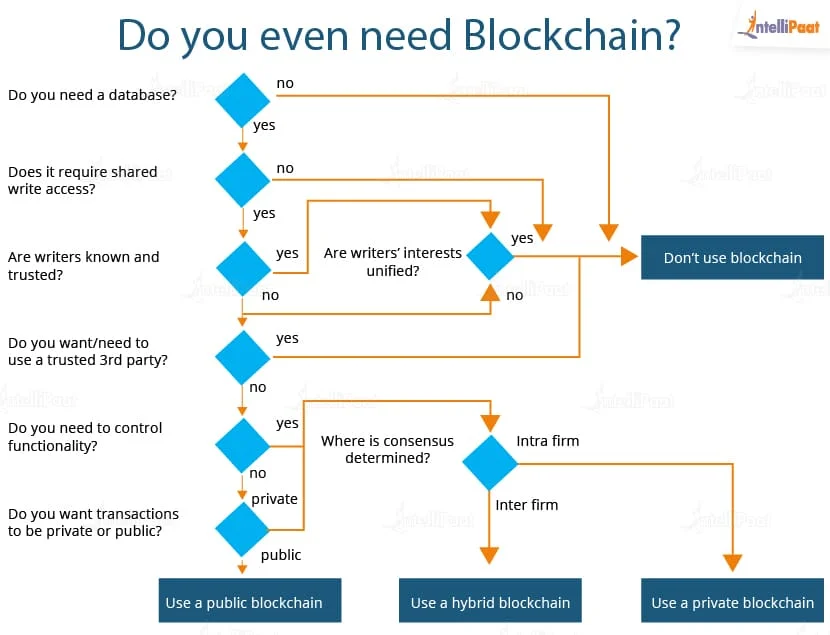 Do you even need Blockchain?
IntelliPaat
Do you need a database?
no
yes
Does it require shared
write access?
no
yes
Are writers known and
trusted?
yes
no
Are writers' interests
unified?
yes
no
Don't use blockchain
Do you want/need to
use a trusted 3rd party?
yes
no
Do you need to control
functionality?
yes
no
Where is consensus
determined?
Intra firm
Inter firm
Do you want transactions
to be private or public?
private
public
Use a public blockchain
Use a hybrid blockchain
Use a private blockchain